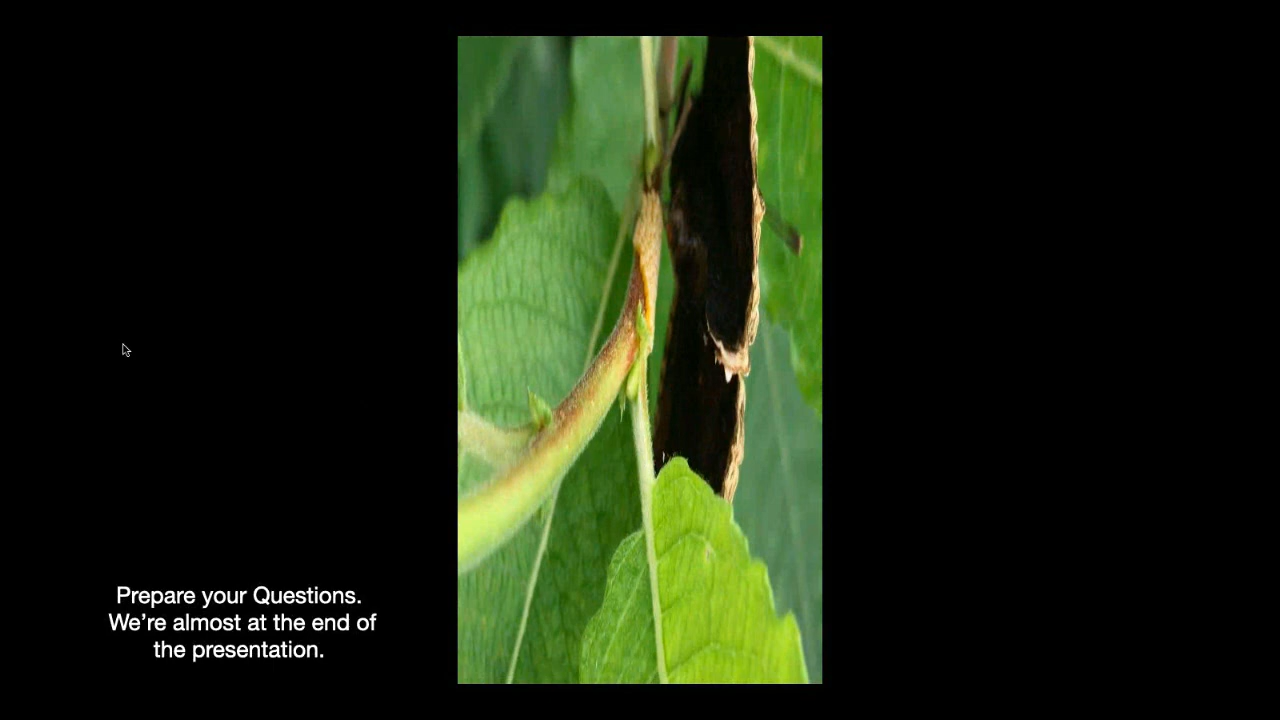 Prepare your Questions.
We’re almost at the end of
the presentation.